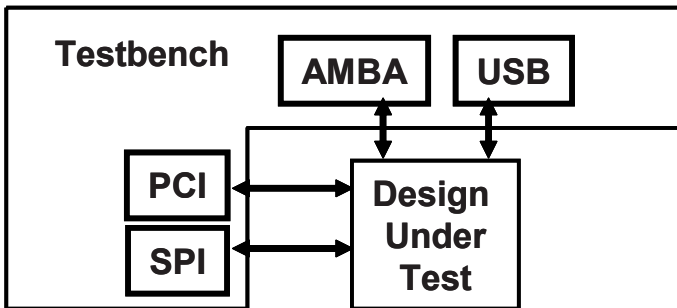 Testbench
AMBA
USB
PCI
SPI
Design
Under
Test